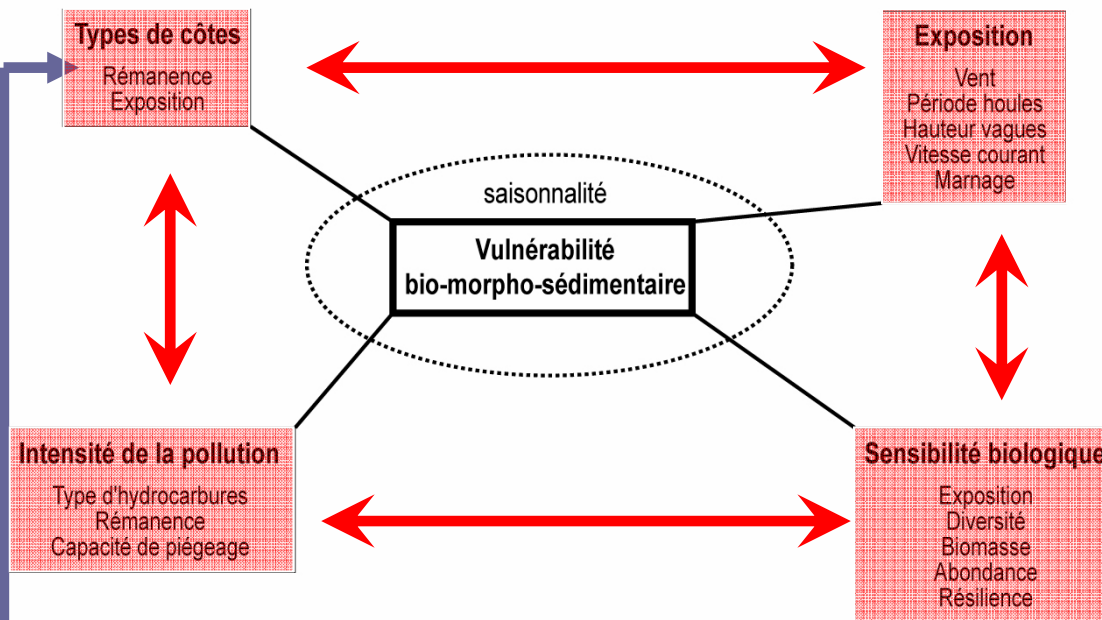 Types de côtes
Rémanence
Exposition
Exposition
Vent
Période houles
Hauteur vagues
Vitesse courant
Marnage
saisonnalité
Vulnérabilité
bio-morpho-sédimentaire
Intensité de la pollution
Type d'hydrocarbures
Rémanence
Capacité de piégeage
Sensibilité biologique
Exposition
Diversité
Biomasse
Abondance
Résilience